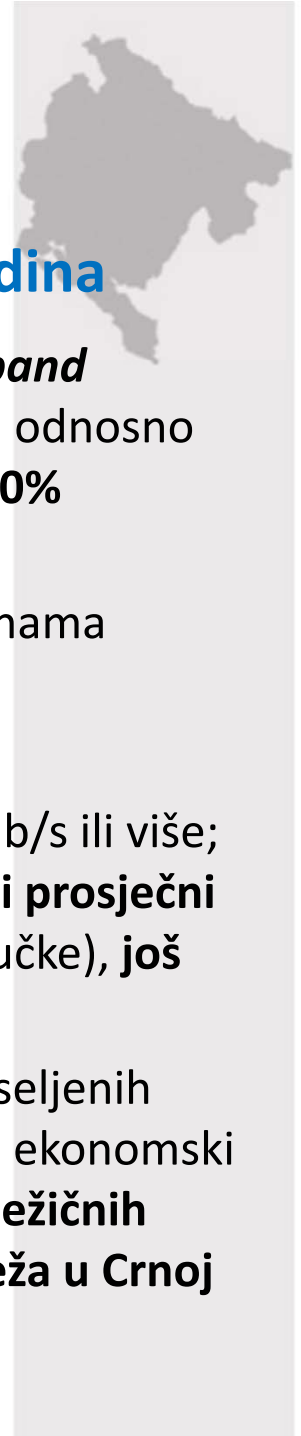 dina
band
odnosno
0%
nama
b/s ili više;
i prosječni
učke), još
seljenih
ekonomski
ežičnih
eža u Crnoj